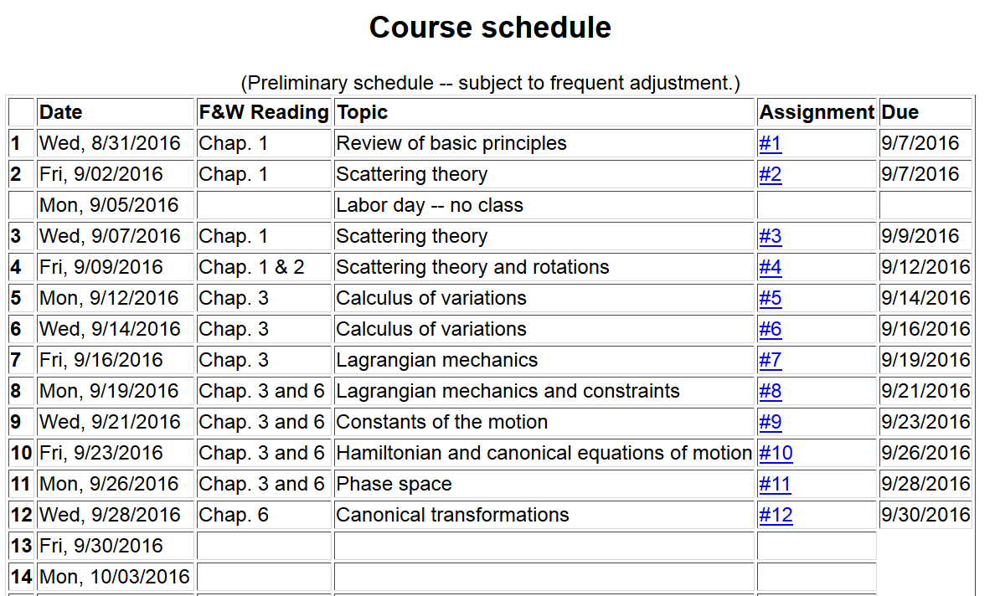 Course schedule
(Preliminary schedule -- subject to frequent adjustment.)
Date F&W Reading Topic Assignment Due
1 Wed, 8/31/2016 Chap. 1 Review of basic principles #1 9/7/2016
2 Fri, 9/02/2016 Chap. 1 Scattering theory #2 9/7/2016
Mon, 9/05/2016 Labor day -- no class
3 Wed, 9/07/2016 Chap. 1 Scattering theory #3 9/9/2016
4 Fri, 9/09/2016 Chap. 1 & 2 Scattering theory and rotations #4 9/12/2016
5 Mon, 9/12/2016 Chap. 3 Calculus of variations #5 9/14/2016
6 Wed, 9/14/2016 Chap. 3 Calculus of variations #6 9/16/2016
7 Fri, 9/16/2016 Chap. 3 Lagrangian mechanics #7 9/19/2016
8 Mon, 9/19/2016 Chap. 3 and 6 Lagrangian mechanics and constraints #8 9/21/2016
9 Wed, 9/21/2016 Chap. 3 and 6 Constants of the motion #9 9/23/2016
10 Fri, 9/23/2016 Chap. 3 and 6 Hamiltonian and canonical equations of motion #10 9/26/2016
11 Mon, 9/26/2016 Chap. 3 and 6 Phase space #11 9/28/2016
12 Wed, 9/28/2016 Chap. 6 Canonical transformations #12 9/30/2016
13 Fri, 9/30/2016
14 Mon, 10/03/2016